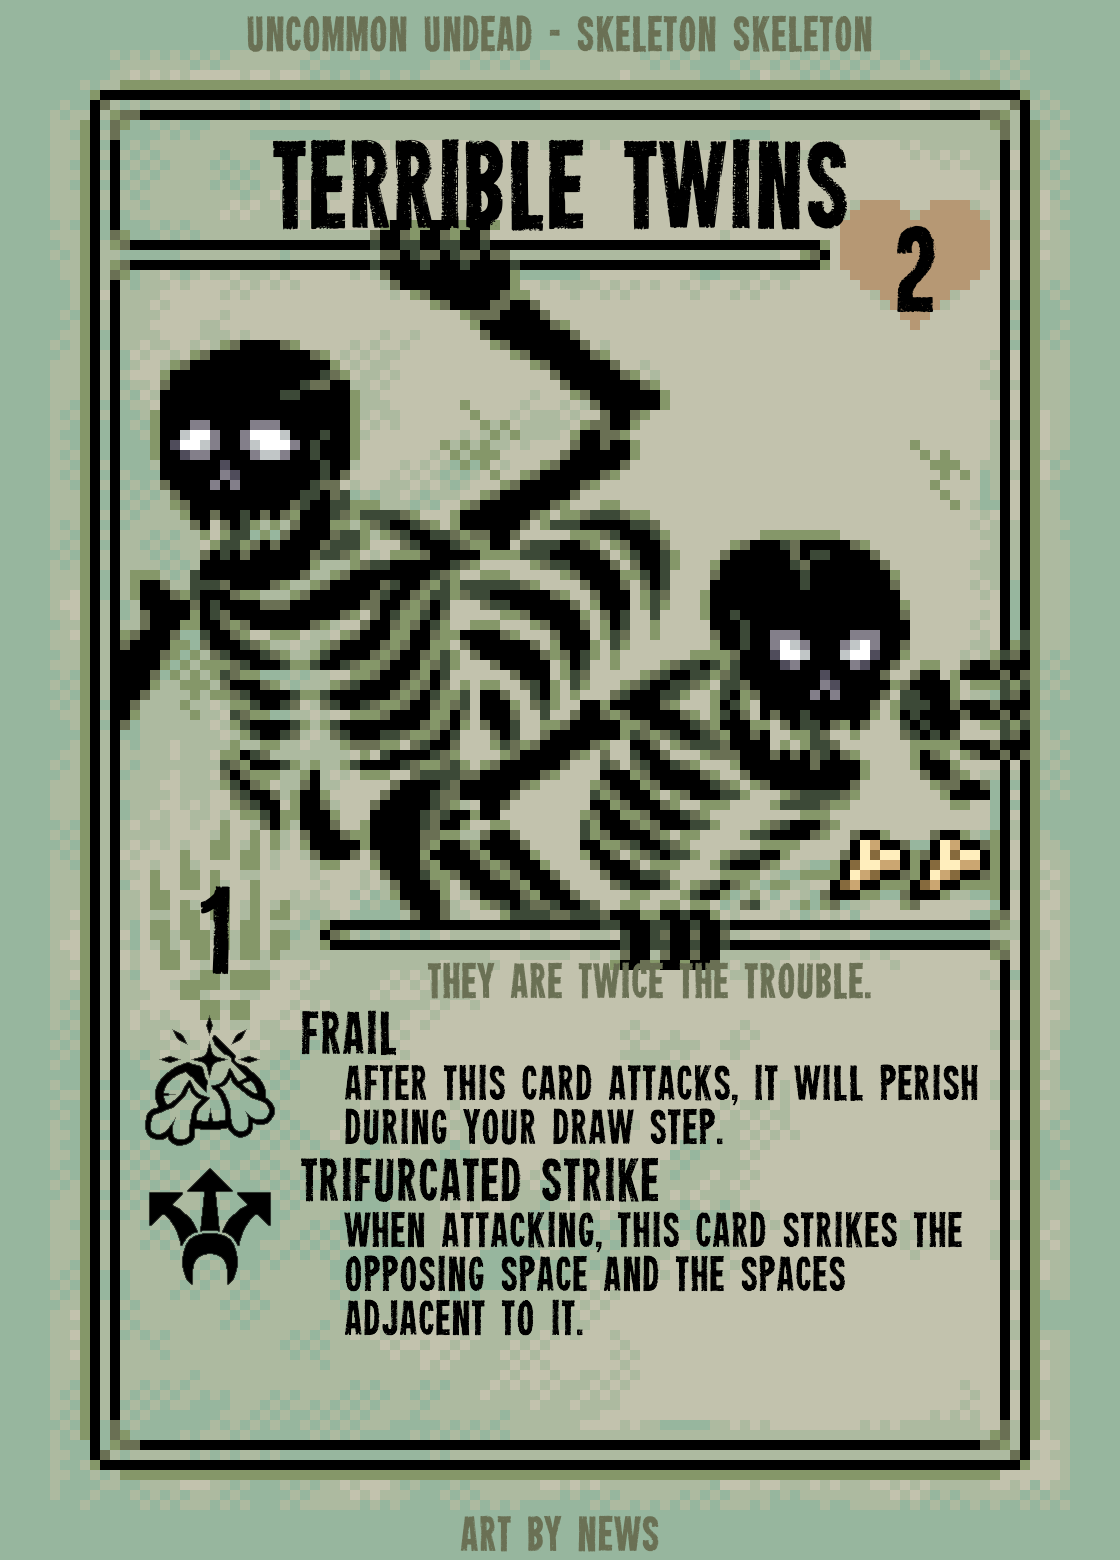 UNCOMMON UNDEAD - SKELETON SKELETON
TERRIBLE TWINS
2
1
THEY ARE TWICE THE TROUBLE.
FRAIL
AFTER THIS CARD ATTACKS, IT WILL PERISH
DURING YOUR DRAW STEP.
TRIFURCATED STRIKE
WHEN ATTACKING, THIS CARD STRIKES THE
OPPOSING SPACE AND THE SPACES
ADJACENT TO IT.
ART BY NEWS